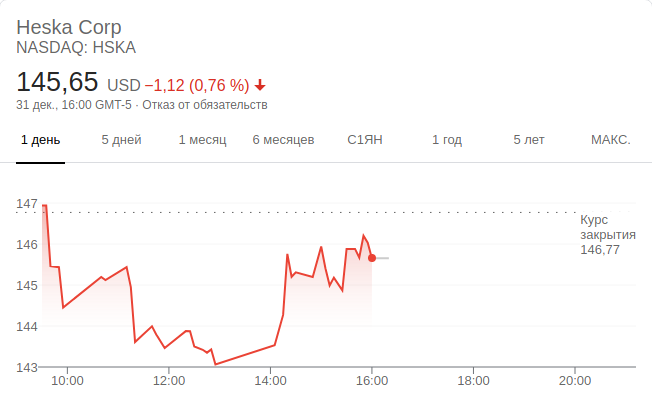 Heska Corp
NASDAQ: HSKA
145,65 USD −1,12 (0,76 %)
31 дек., 16:00 GMT-5 · Отказ от обязательств
1 день 5 дней 1 месяц 6 месяцев С1ЯН 1 год 5 лет МАКС.
147
146
145
144
143
Курс
закрытия
146,77
10:00 12:00 14:00 16:00 18:00 20:00